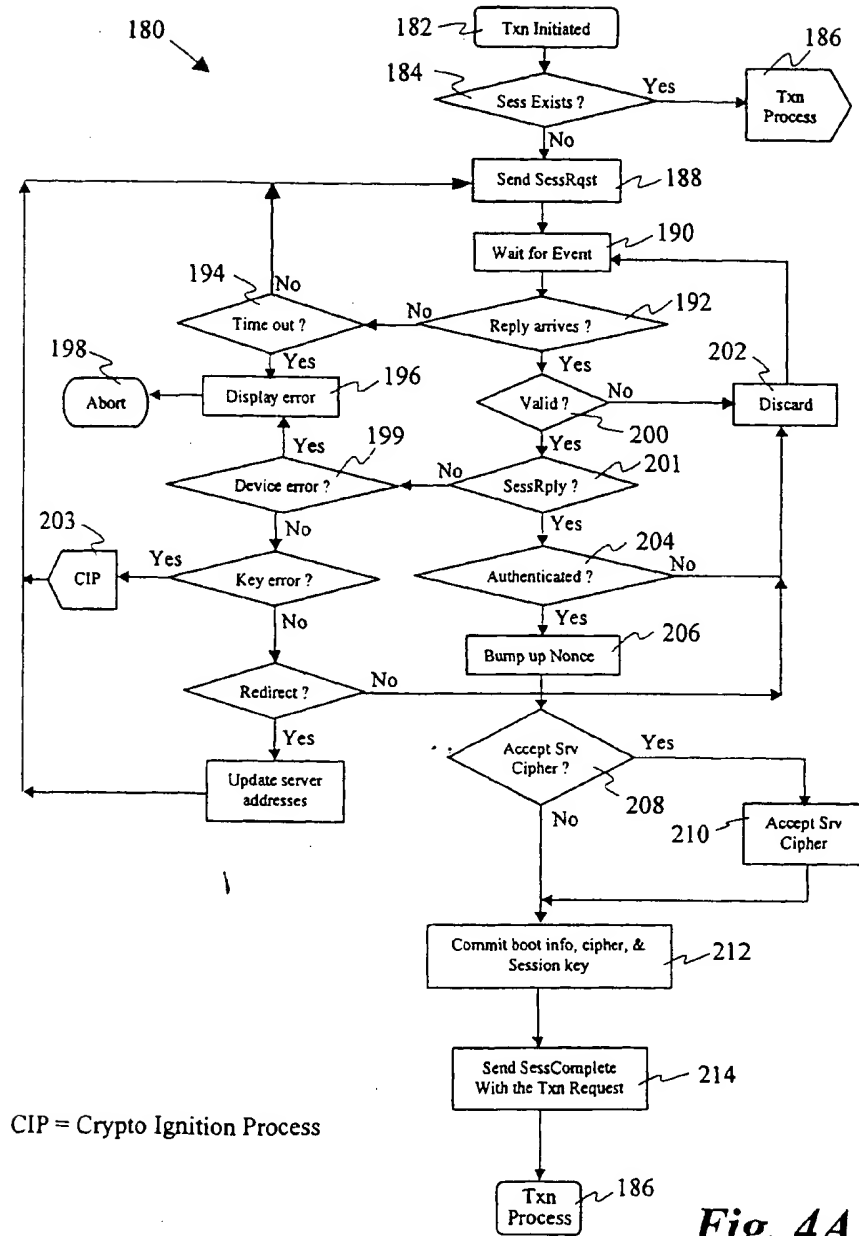 180
182
Txn Initiated
186
184
Sess Exists ?
Yes
Txn
Process
No
Send SessRqst
188
Wait for Event
190
194
No
Time out ?
No
Reply arrives ?
192
198
Yes
Yes
202
Abort
Display error
196
Valid ?
No
Discard
200
Yes
199
Yes
201
Device error ?
No
SessRply ?
203
No
Yes
204
CIP
Yes
Key error ?
Authenticated ?
No
No
Yes
Bump up Nonce
206
Redirect ?
No
Yes
Accept Srv
Cipher ?
Yes
Update server
addresses
208
No
210
Accept Srv
Cipher
Commit boot info, cipher, &
Session key
212
Send SessComplete
With the Txn Request
214
CIP = Crypto Ignition Process
Txn
Process
186
Fig. 4A